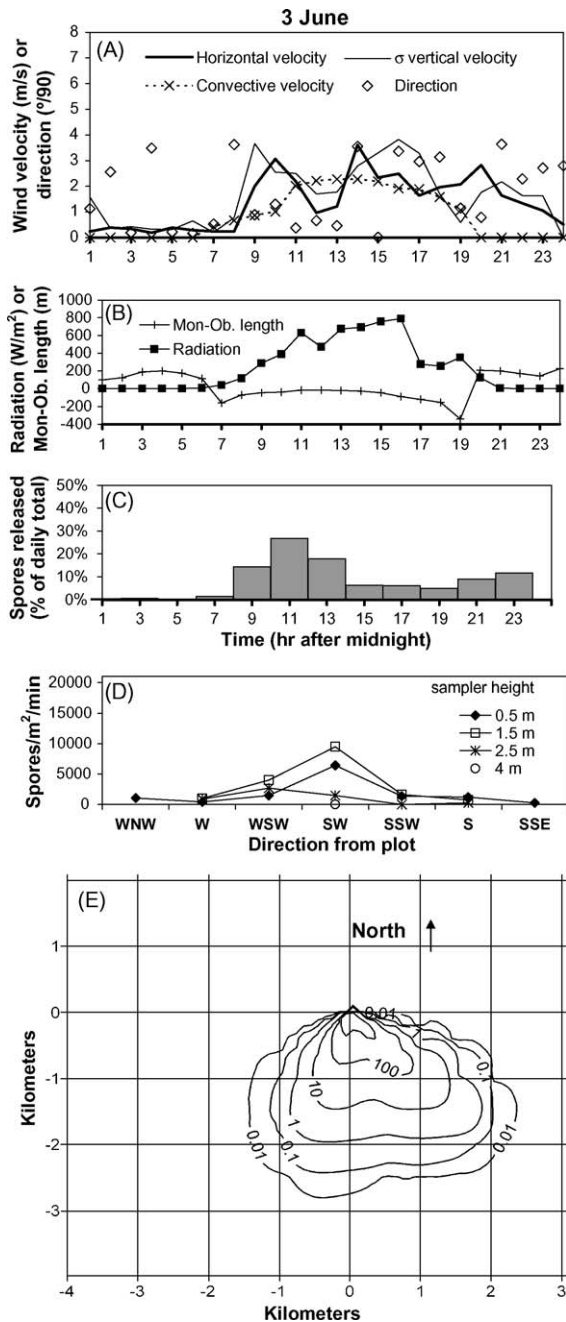 3 June
(A)
Wind velocity (m/s) or
direction (°/90)
8
7
6
5
4
3
2
1
0
Horizontal velocity
σ vertical velocity
Convective velocity
Direction
1 3 5 7 9 11 13 15 17 19 21 23
(B)
Radiation (W/m²) or
Mon-Ob. length (m)
1000
800
600
400
200
0
-200
-400
Mon-Ob. length
Radiation
1 3 5 7 9 11 13 15 17 19 21 23
(C)
Spores released
(% of daily total)
50%
40%
30%
20%
10%
0%
1 3 5 7 9 11 13 15 17 19 21 23
Time (hr after midnight)
(D)
Spores/m²/min
20000
15000
10000
5000
0
sampler height
0.5 m
1.5 m
2.5 m
4 m
WNW W WSW SW SSW S SSE
Direction from plot
(E)
North
Kilometers
1
0
-1
-2
-3
0.01
0.1
100
10
1
0.1
0.01
0.01
-4 -3 -2 -1 0 1 2 3
Kilometers